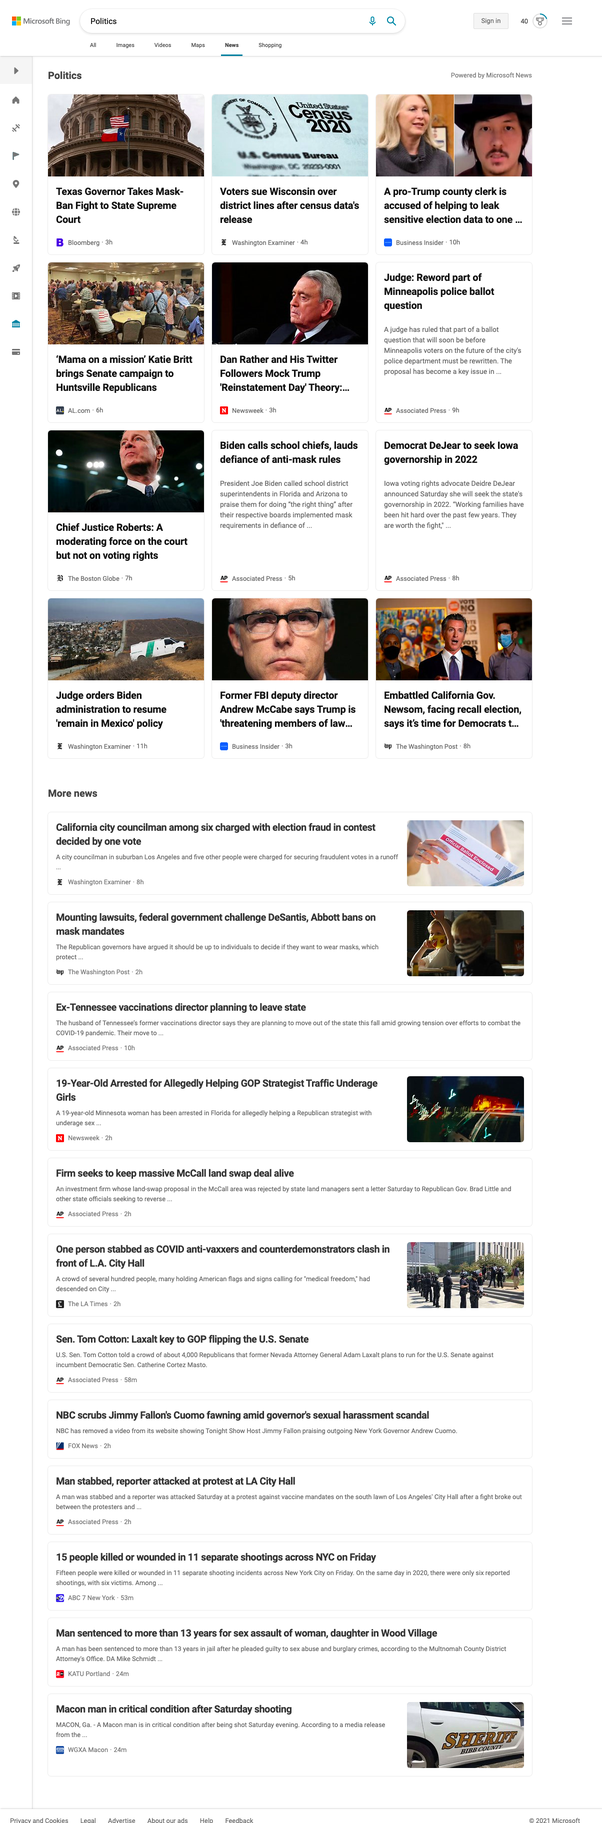 Microsoft Bing
Politics
Sign in
40
All Images Videos Maps News Shopping
Politics
Powered by Microsoft News
Texas Governor Takes Mask-
Ban Fight to State Supreme
Court
Bloomberg · 3h
United States
Census
2020
U.S. Census Bureau
Voters sue Wisconsin over
district lines after census data's
release
Washington Examiner · 4h
A pro-Trump county clerk is
accused of helping to leak
sensitive election data to one ...
Business Insider · 10h
'Mama on a mission' Katie Britt
brings Senate campaign to
Huntsville Republicans
AL.com · 6h
Dan Rather and His Twitter
Followers Mock Trump
'Reinstatement Day' Theory:...
Newsweek · 3h
Judge: Reword part of
Minneapolis police ballot
question
A judge has ruled that part of a ballot
question that will soon be before
Minneapolis voters on the future of the city's
police department must be rewritten. The
proposal has become a key issue in ...
Associated Press · 9h
Chief Justice Roberts: A
moderating force on the court
but not on voting rights
The Boston Globe · 7h
Biden calls school chiefs, lauds
defiance of anti-mask rules
President Joe Biden called school district
superintendents in Florida and Arizona to
praise them for doing "the right thing" after
their respective boards implemented mask
requirements in defiance of ...
Associated Press · 5h
Democrat DeJear to seek Iowa
governorship in 2022
Iowa voting rights advocate Deidre DeJear
announced Saturday she will seek the state's
governorship in 2022. "Working families have
been hit hard over the past few years. They
are worth the fight," ...
Associated Press · 8h
Judge orders Biden
administration to resume
'remain in Mexico' policy
Washington Examiner · 11h
Former FBI deputy director
Andrew McCabe says Trump is
'threatening members of law...
Business Insider · 3h
Embattled California Gov.
Newsom, facing recall election,
says it's time for Democrats t...
The Washington Post · 8h
More news
California city councilman among six charged with election fraud in contest
decided by one vote
A city councilman in suburban Los Angeles and five other people were charged for securing fraudulent votes in a runoff
...
Washington Examiner · 8h
Official Ballot Enclosed
Mounting lawsuits, federal government challenge DeSantis, Abbott bans on
mask mandates
The Republican governors have argued it should be up to individuals to decide if they want to wear masks, which
protect ...
The Washington Post · 2h
Ex-Tennessee vaccinations director planning to leave state
The husband of Tennessee's former vaccinations director says they are planning to move out of the state this fall amid growing tension over efforts to combat the
COVID-19 pandemic. Their move to ...
Associated Press · 10h
19-Year-Old Arrested for Allegedly Helping GOP Strategist Traffic Underage
Girls
A 19-year-old Minnesota woman has been arrested in Florida for allegedly helping a Republican strategist with
underage sex ...
Newsweek · 2h
Firm seeks to keep massive McCall land swap deal alive
An investment firm whose land-swap proposal in the McCall area was rejected by state land managers sent a letter Saturday to Republican Gov. Brad Little and
other state officials seeking to reverse ...
Associated Press · 2h
One person stabbed as COVID anti-vaxxers and counterdemonstrators clash in
front of L.A. City Hall
A crowd of several hundred people, many holding American flags and signs calling for "medical freedom," had
descended on City ...
The LA Times · 2h
Sen. Tom Cotton: Laxalt key to GOP flipping the U.S. Senate
U.S. Sen. Tom Cotton told a crowd of about 4,000 Republicans that former Nevada Attorney General Adam Laxalt plans to run for the U.S. Senate against
incumbent Democratic Sen. Catherine Cortez Masto.
Associated Press · 58m
NBC scrubs Jimmy Fallon's Cuomo fawning amid governor's sexual harassment scandal
NBC has removed a video from its website showing Tonight Show Host Jimmy Fallon praising outgoing New York Governor Andrew Cuomo.
FOX News · 2h
Man stabbed, reporter attacked at protest at LA City Hall
A man was stabbed and a reporter was attacked Saturday at a protest against vaccine mandates on the south lawn of Los Angeles' City Hall after a fight broke out
between the protesters and ...
Associated Press · 2h
15 people killed or wounded in 11 separate shootings across NYC on Friday
Fifteen people were killed or wounded in 11 separate shooting incidents across New York City on Friday. On the same day in 2020, there were only six reported
shootings, with six victims. Among ...
ABC 7 New York · 53m
Man sentenced to more than 13 years for sex assault of woman, daughter in Wood Village
A man has been sentenced to more than 13 years in jail after he pleaded guilty to sex abuse and burglary crimes, according to the Multnomah County District
Attorney's Office. DA Mike Schmidt ...
KATU Portland · 24m
Macon man in critical condition after Saturday shooting
MACON, Ga. - A Macon man is in critical condition after being shot Saturday evening. According to a media release
from the ...
WGXA Macon · 24m
SHERIFF
BIBB COUNTY
Privacy and Cookies Legal Advertise About our ads Help Feedback
© 2021 Microsoft